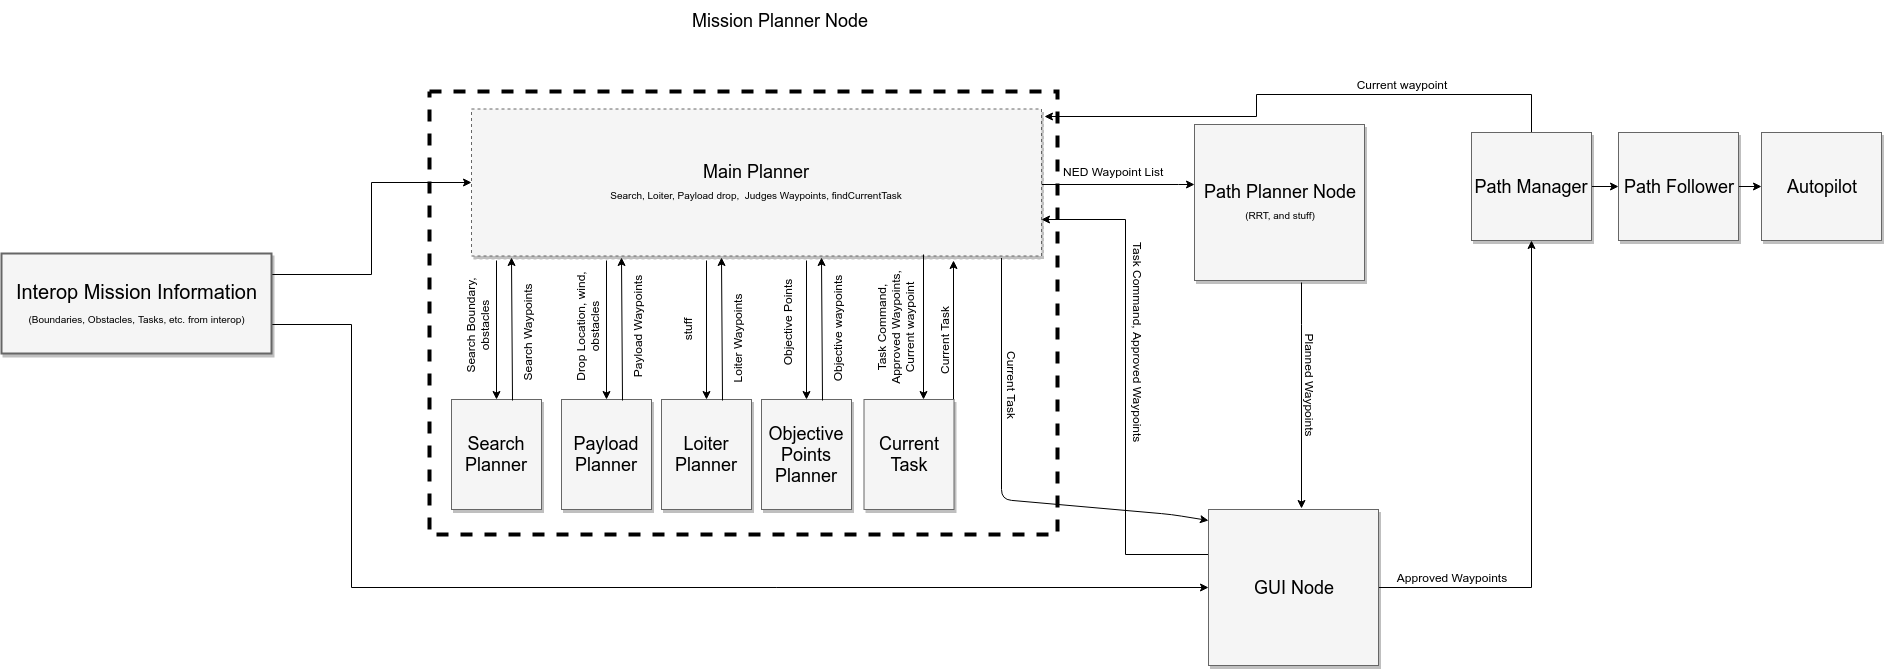 Mission Planner Node
Current waypoint
Main Planner
Search, Loiter, Payload drop,  Judges Waypoints, findCurrentTask
NED Waypoint List
Path Planner Node
(RRT, and stuff)
Path Manager
Path Follower
Autopilot
Interop Mission Information
(Boundaries, Obstacles, Tasks, etc. from interop)
Search Boundary,
obstacles
Search Waypoints
Drop Location, wind,
obstacles
Payload Waypoints
stuff
Loiter Waypoints
Objective Points
Objective waypoints
Task Command,
Approved Waypoints,
Current waypoint
Current Task
Current Task
Task Command, Approved Waypoints
Planned Waypoints
Search
Planner
Payload
Planner
Loiter
Planner
Objective
Points
Planner
Current
Task
GUI Node
Approved Waypoints